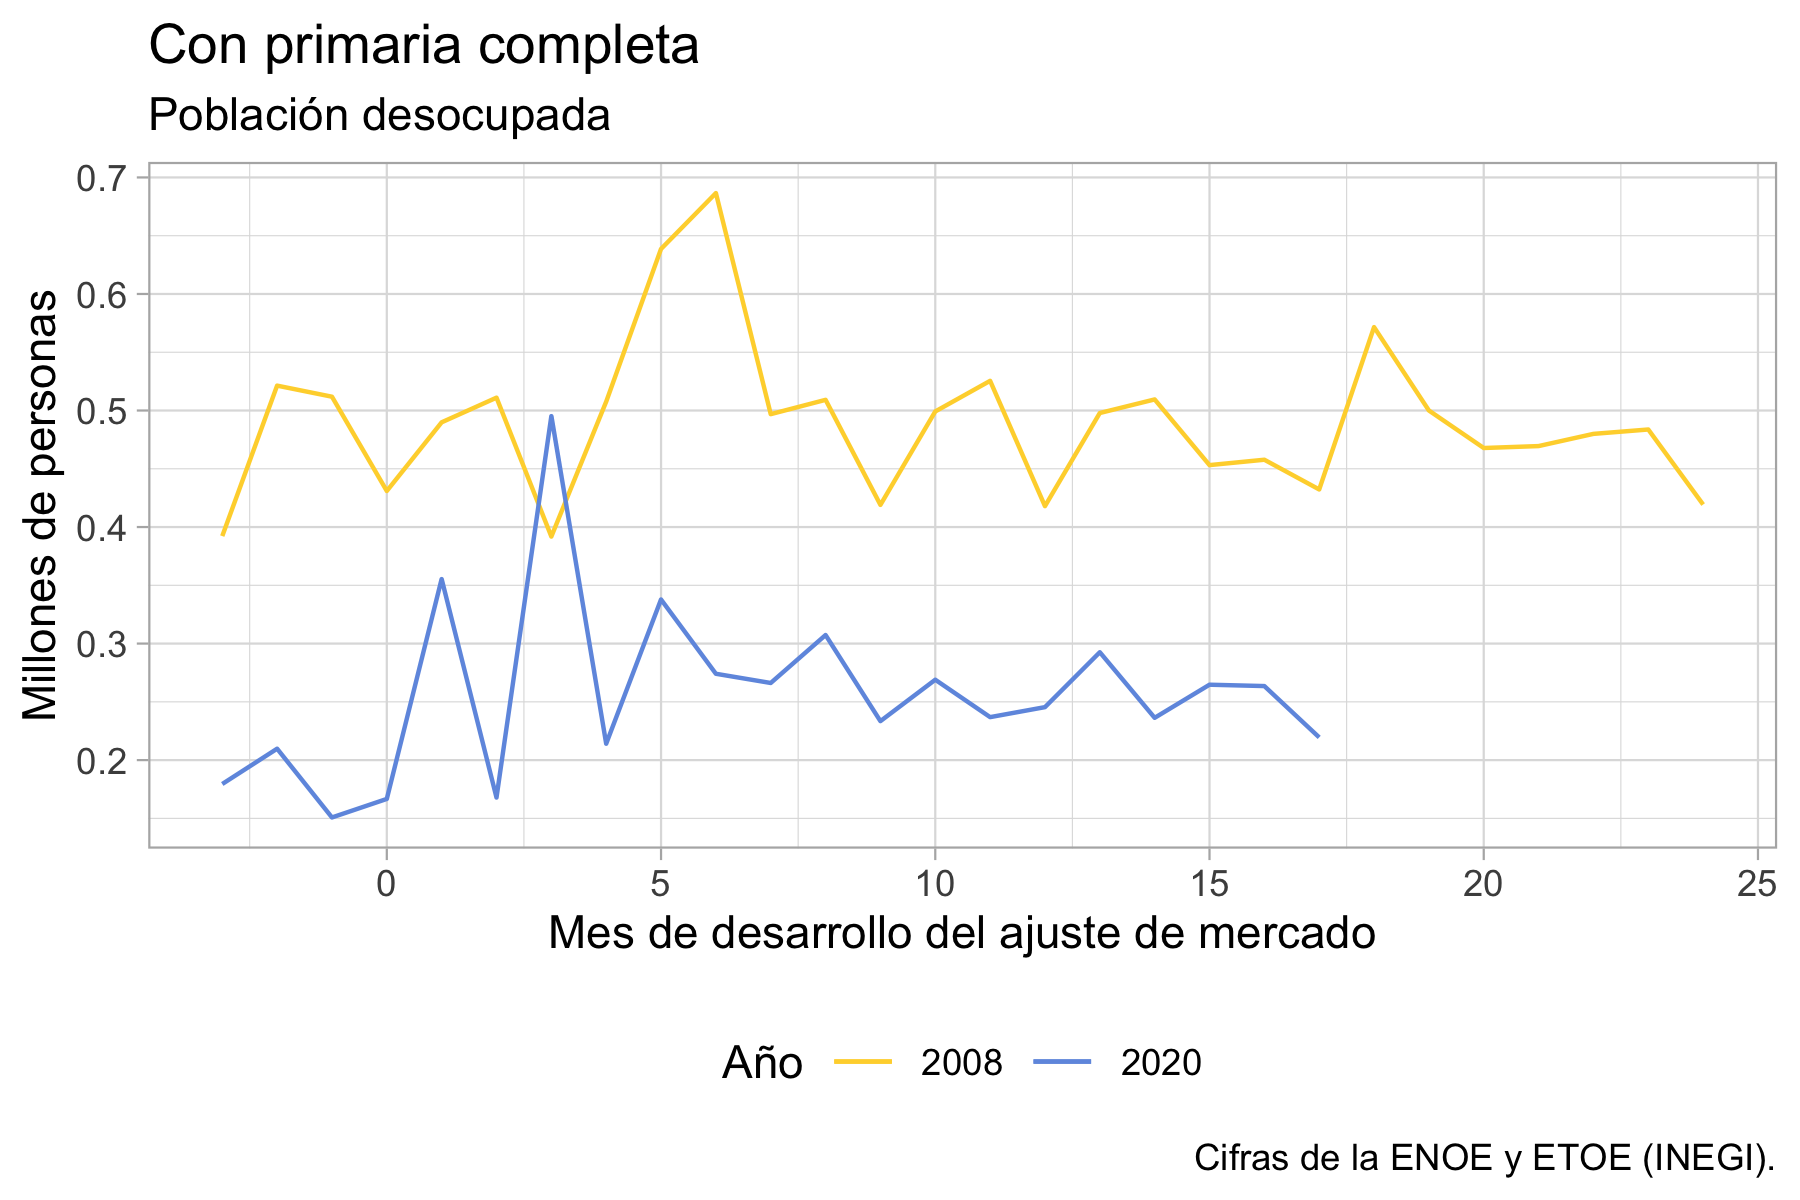 Con primaria completa
Población desocupada
Millones de personas
0.7
0.6
0.5
0.4
0.3
0.2
0 5 10 15 20 25
Mes de desarrollo del ajuste de mercado
Año 2008 2020
Cifras de la ENOE y ETOE (INEGI).